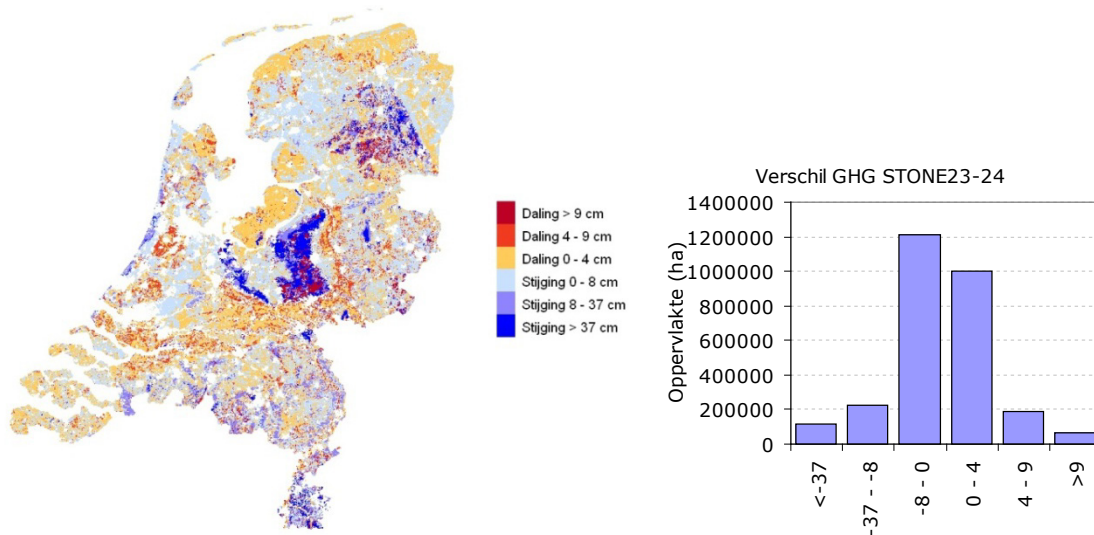 Daling > 9 cm
Daling 4 - 9 cm
Daling 0 - 4 cm
Stijging 0 - 8 cm
Stijging 8 - 37 cm
Stijging > 37 cm
Verschil GHG STONE23-24
Oppervlakte (ha)
1400000
1200000
1000000
800000
600000
400000
200000
0
<-37
-37 - -8
-8 - 0
0 - 4
4 - 9
>9